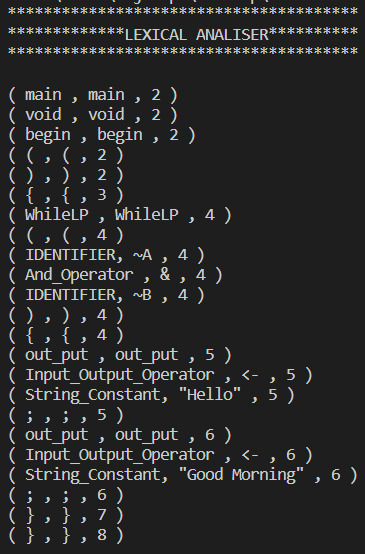 ***************************************
*************LEXICAL ANALISER**********
***************************************
( main , main , 2 )
( void , void , 2 )
( begin , begin , 2 )
( ( , ( , 2 )
( ) , ) , 2 )
( { , { , 3 )
( WhileLP , WhileLP , 4 )
( ( , ( , 4 )
( IDENTIFIER, ~A , 4 )
( And_Operator , & , 4 )
( IDENTIFIER, ~B , 4 )
( ) , ) , 4 )
( { , { , 4 )
( out_put , out_put , 5 )
( Input_Output_Operator , <- , 5 )
( String_Constant, "Hello" , 5 )
( ; , ; , 5 )
( out_put , out_put , 6 )
( Input_Output_Operator , <- , 6 )
( String_Constant, "Good Morning" , 6 )
( ; , ; , 6 )
( } , } , 7 )
( } , } , 8 )